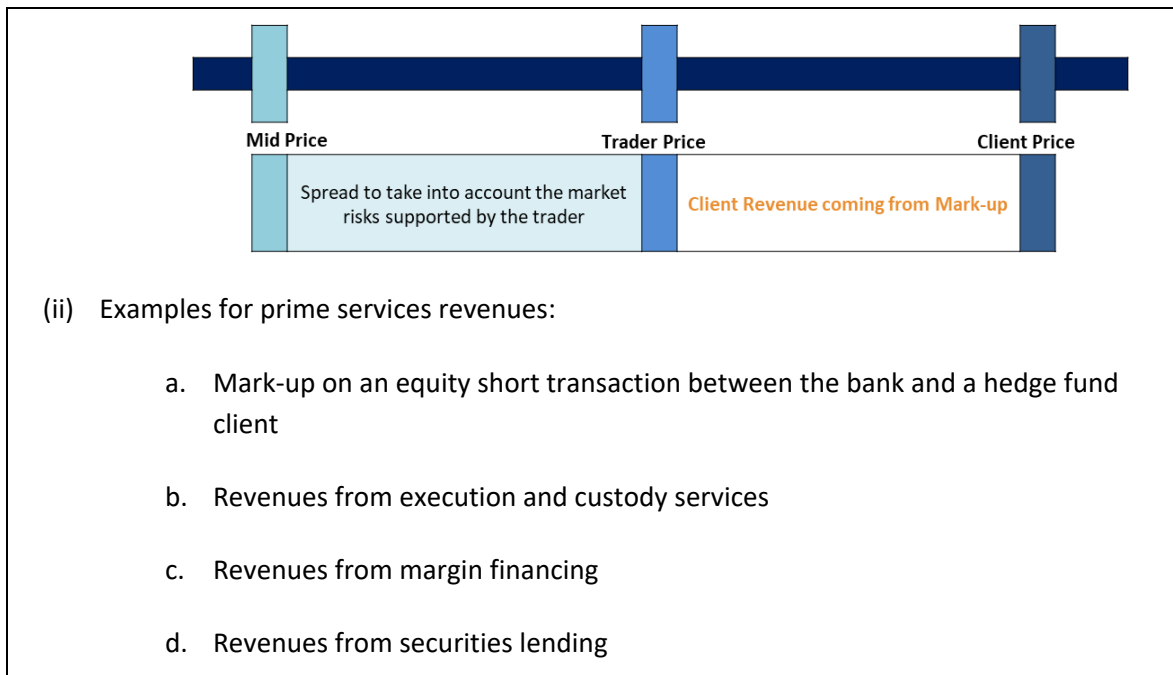 Mid Price Trader Price Client Price
Spread to take into account the market
risks supported by the trader
Client Revenue coming from Mark-up
(ii) Examples for prime services revenues:
a. Mark-up on an equity short transaction between the bank and a hedge fund
client
b. Revenues from execution and custody services
c. Revenues from margin financing
d. Revenues from securities lending